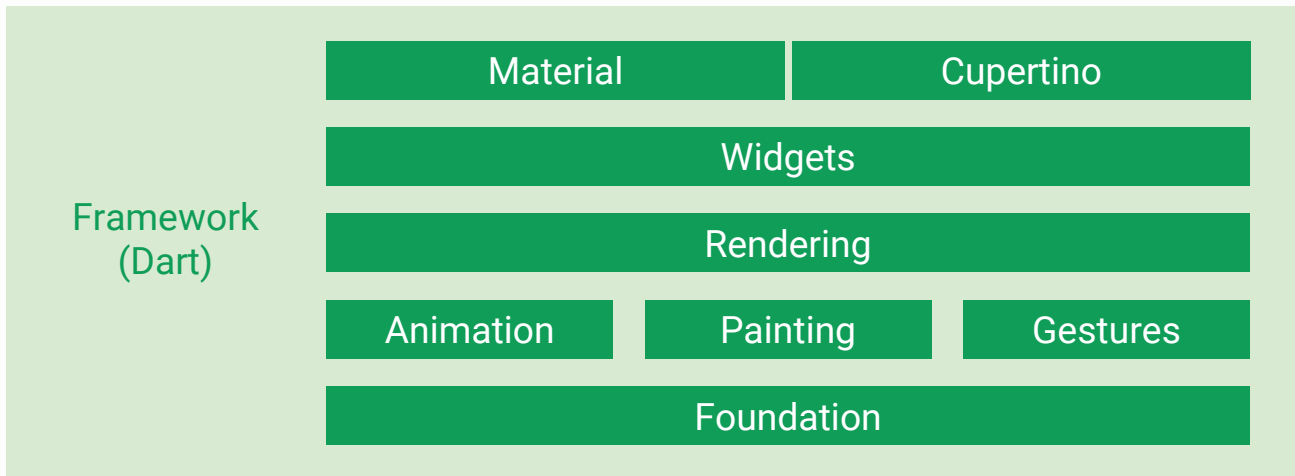 Material
Cupertino
Widgets
Framework
(Dart)
Rendering
Animation
Painting
Gestures
Foundation